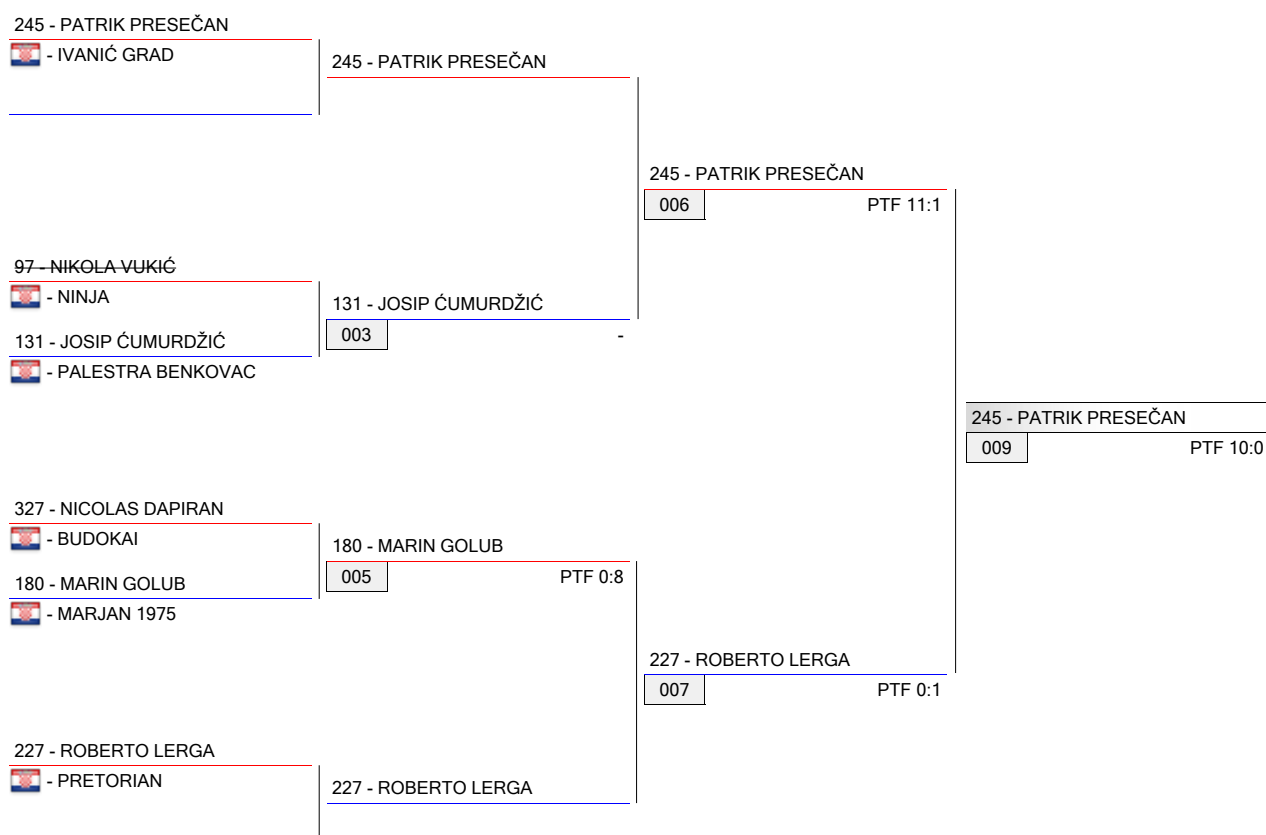 245 - PATRIK PRESEČAN
- IVANIĆ GRAD
245 - PATRIK PRESEČAN
245 - PATRIK PRESEČAN
006 PTF 11:1
97 - NIKOLA VUKIĆ
- NINJA
131 - JOSIP ĆUMURDŽIĆ
003 -
131 - JOSIP ĆUMURDŽIĆ
- PALESTRA BENKOVAC
245 - PATRIK PRESEČAN
009 PTF 10:0
327 - NICOLAS DAPIRAN
- BUDOKAI
180 - MARIN GOLUB
005 PTF 0:8
180 - MARIN GOLUB
- MARJAN 1975
227 - ROBERTO LERGA
007 PTF 0:1
227 - ROBERTO LERGA
- PRETORIAN
227 - ROBERTO LERGA